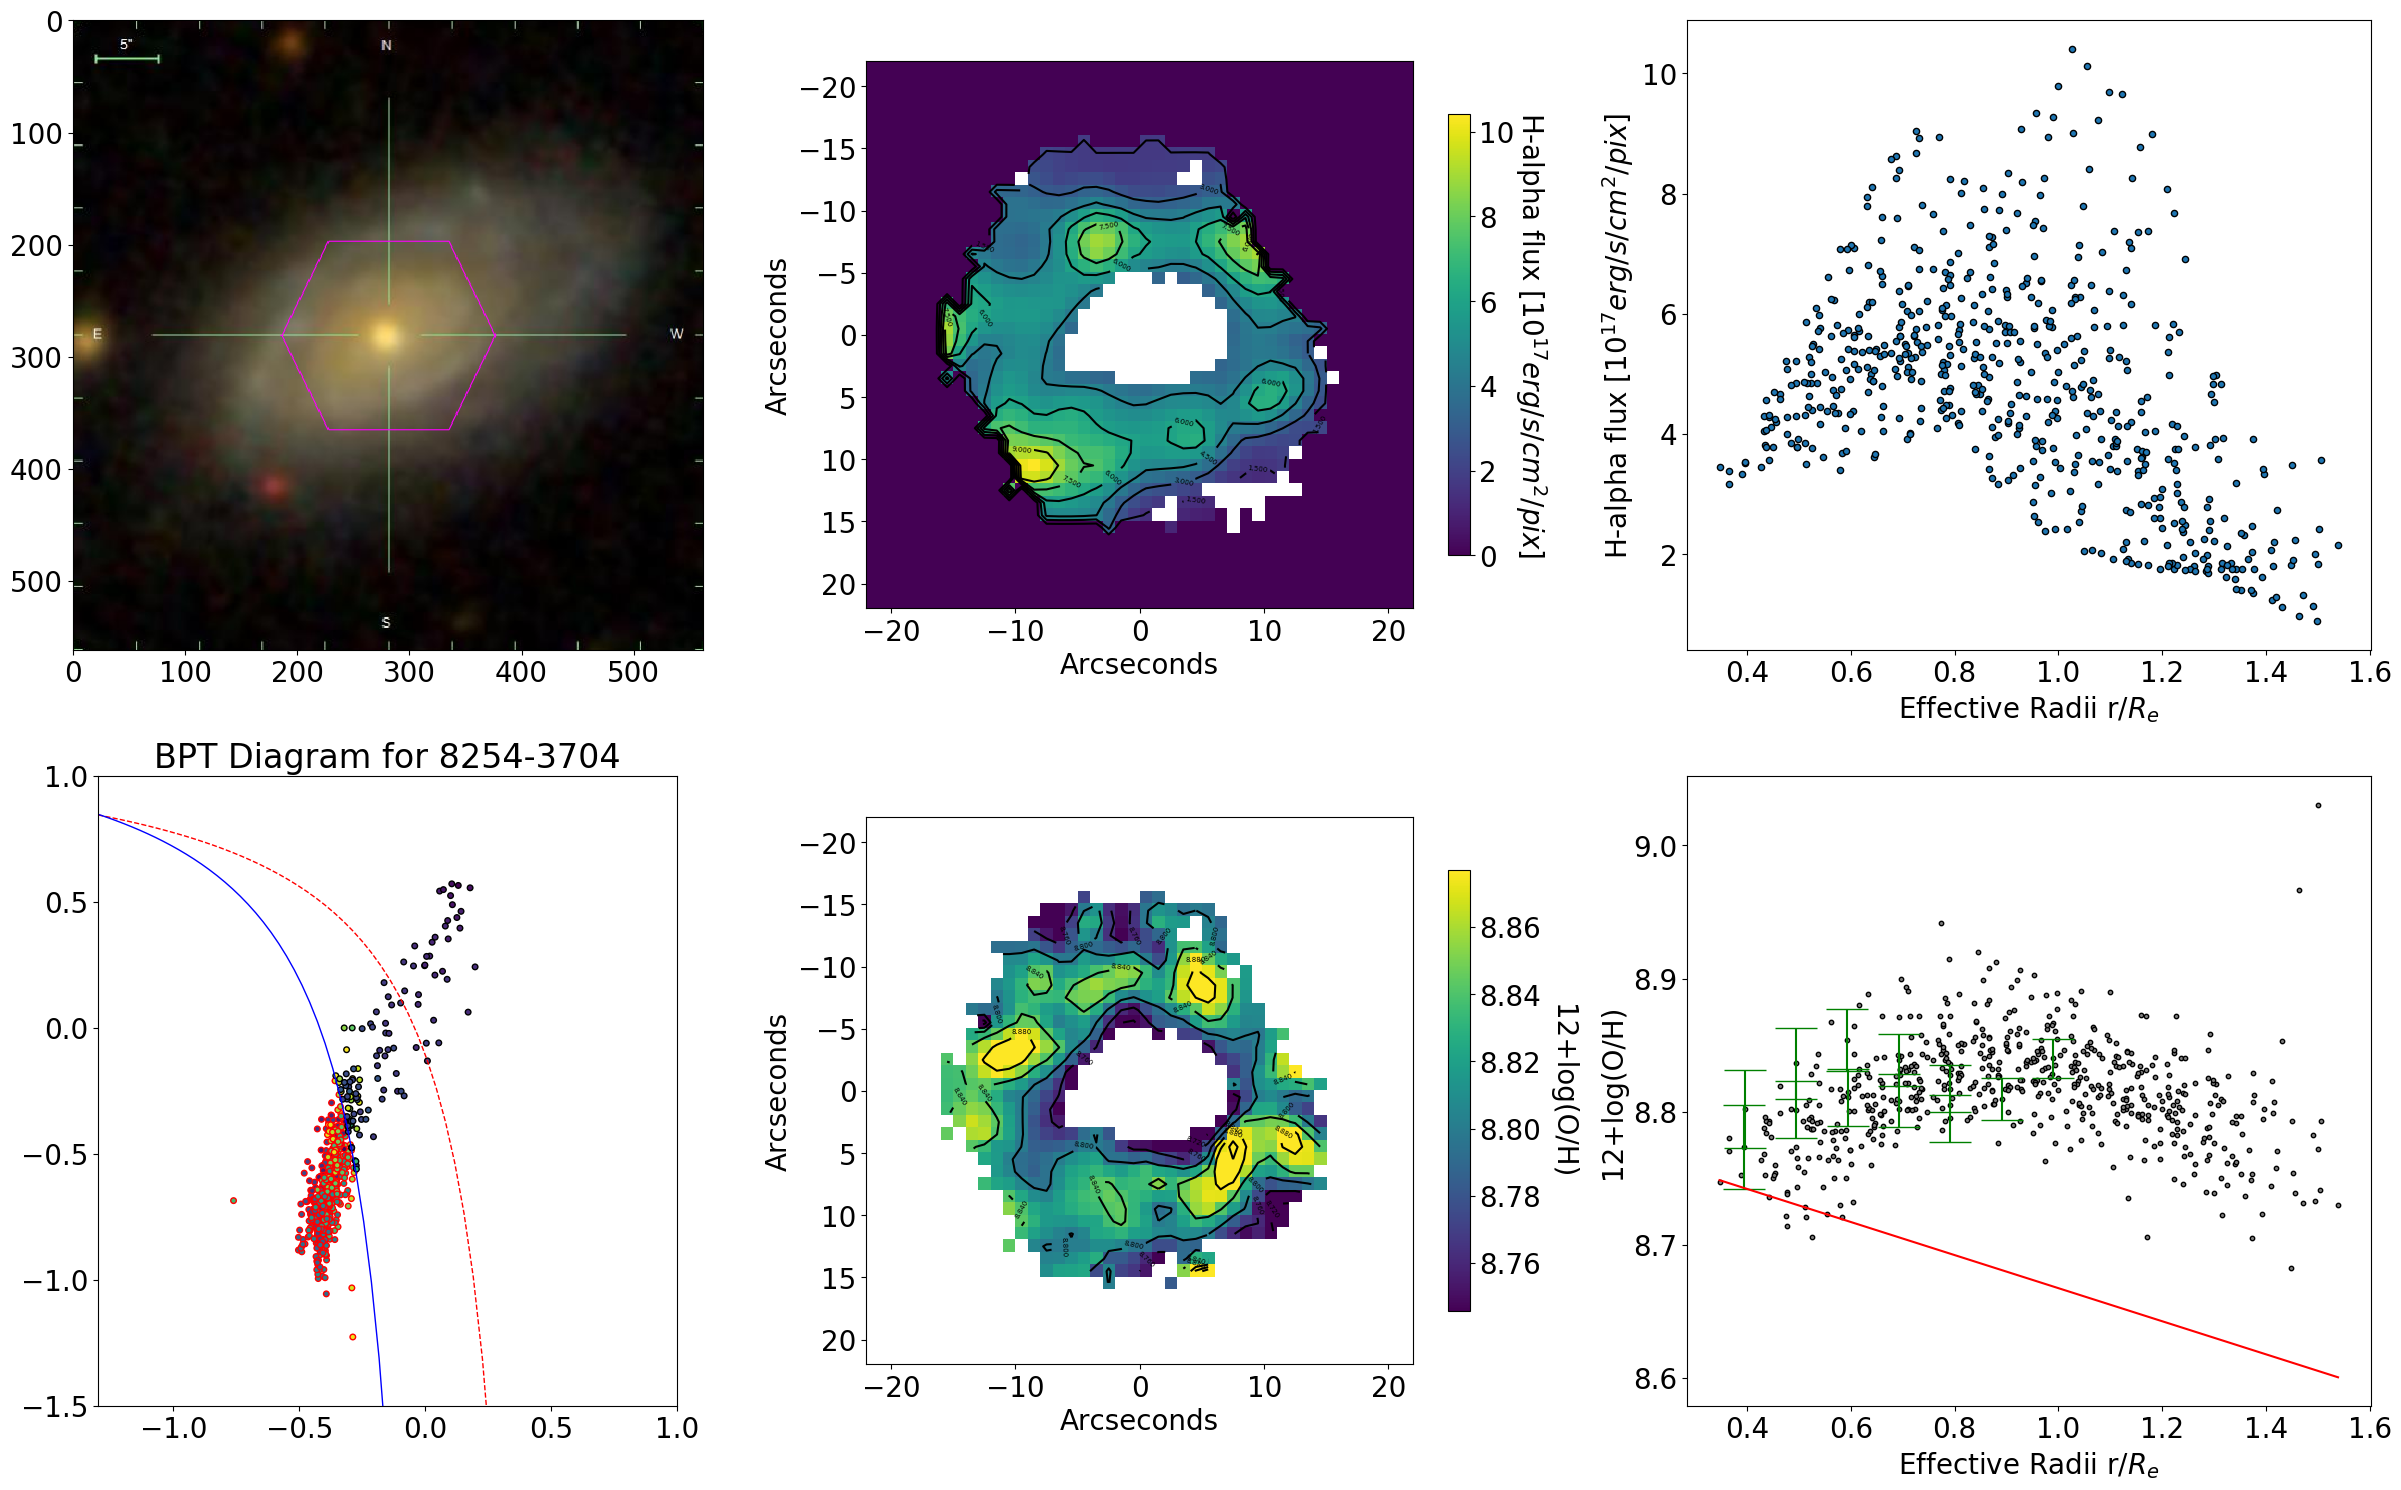 0
100
200
300
400
500
0 100 200 300 400 500
5"
N
E
W
S
−20
−15
−10
−5
0
5
10
15
20
−20 −10 0 10 20
Arcseconds
Arcseconds
10
8
6
4
2
0
H-alpha flux [10^17 erg/s/cm^2/pix]
10
8
6
4
2
0.4 0.6 0.8 1.0 1.2 1.4 1.6
Effective Radii r/R_e
H-alpha flux [10^17 erg/s/cm^2/pix]
BPT Diagram for 8254-3704
1.0
0.5
0.0
−0.5
−1.0
−1.5
−1.0 −0.5 0.0 0.5 1.0
−20
−15
−10
−5
0
5
10
15
20
−20 −10 0 10 20
Arcseconds
Arcseconds
8.86
8.84
8.82
8.80
8.78
8.76
12+log(O/H)
9.0
8.9
8.8
8.7
8.6
0.4 0.6 0.8 1.0 1.2 1.4 1.6
Effective Radii r/R_e
12+log(O/H)